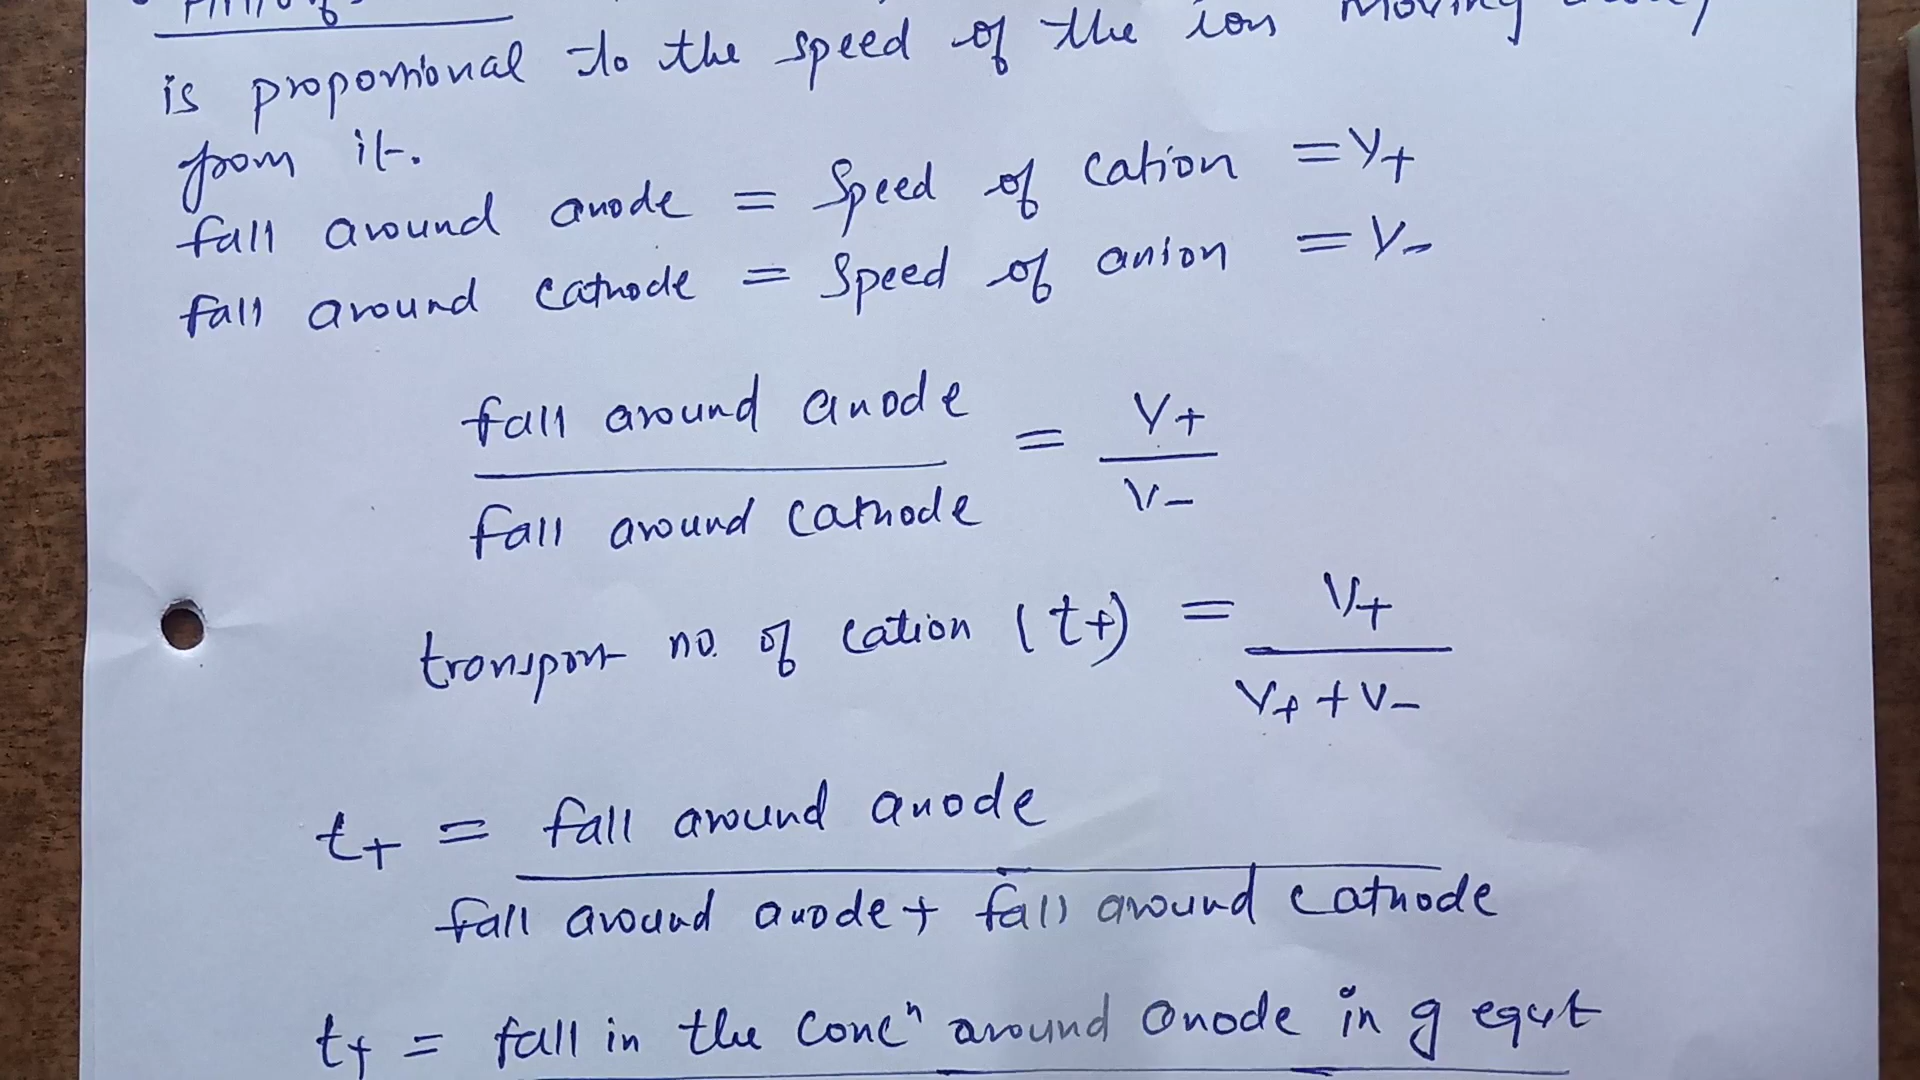 is proportional to the speed of the ion moving
from it.
fall around anode = Speed of cation = V+
fall around cathode = Speed of anion = V-
fall around anode = V+
fall around cathode V-
transport no. of cation (t+) = V+
V+ + V-
t+ = fall around anode
fall around anode + fall around cathode
t+ = fall in the concⁿ around anode in g eqvt